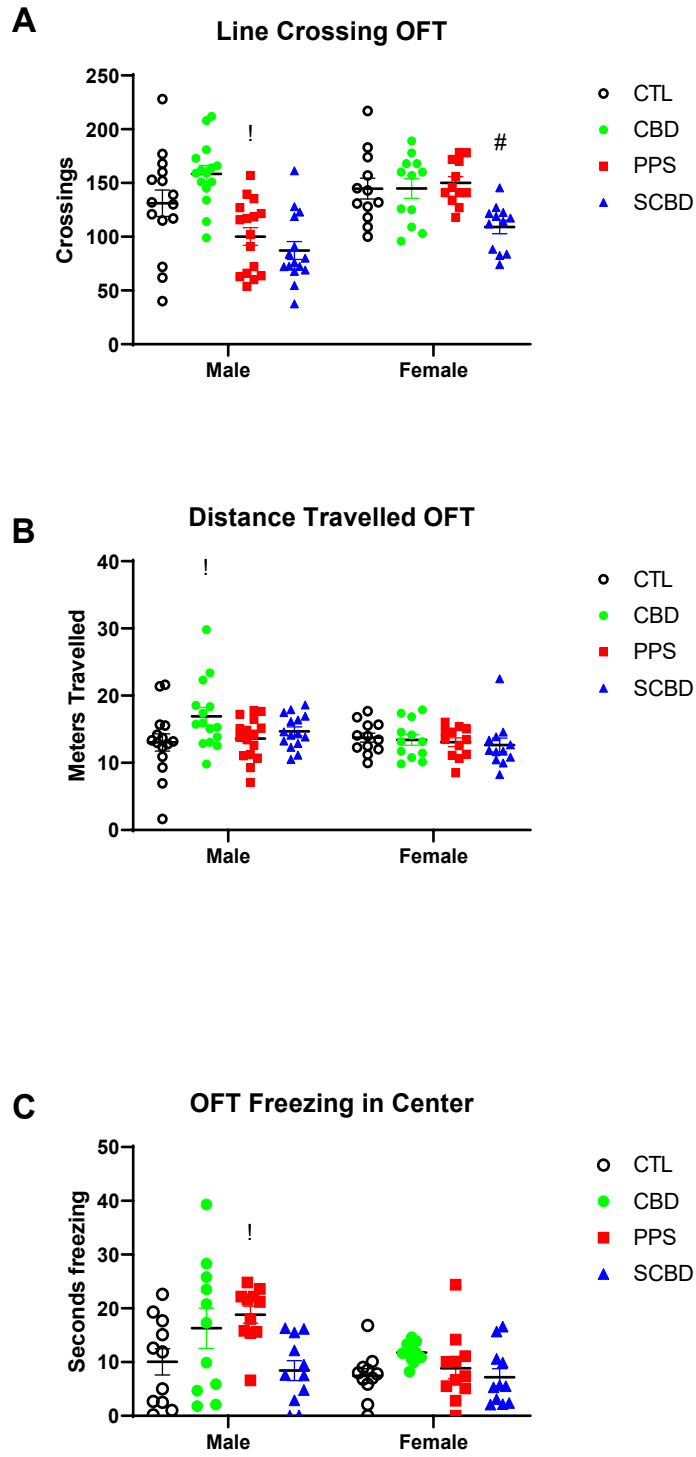 A
Line Crossing OFT
250
200
150
100
50
0
Crossings
!
#
Male
Female
CTL
CBD
PPS
SCBD
B
Distance Travelled OFT
40
30
20
10
0
Meters Travelled
!
Male
Female
CTL
CBD
PPS
SCBD
C
OFT Freezing in Center
50
40
30
20
10
0
Seconds freezing
!
Male
Female
CTL
CBD
PPS
SCBD